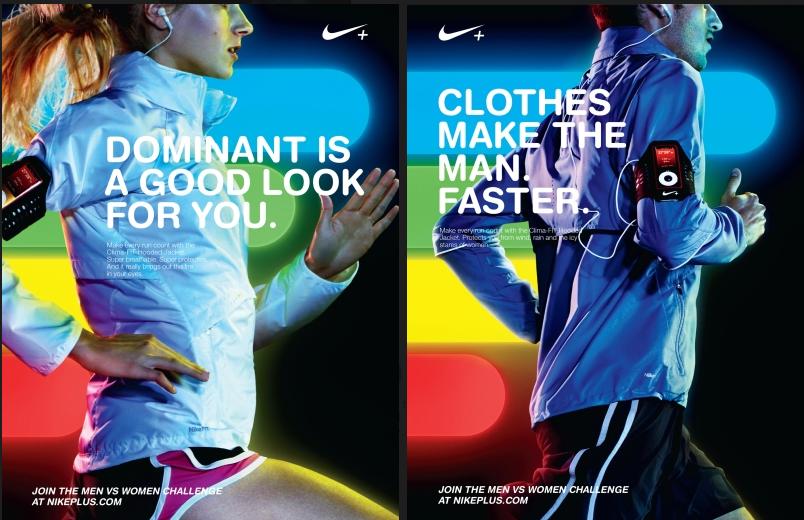 DOMINANT IS
A GOOD LOOK
FOR YOU.
Make every run count with the
Clima-FIT Hooded Jacket.
Super breathable. Super protective.
And it really brings out the fire
in your eyes.
JOIN THE MEN VS WOMEN CHALLENGE
AT NIKEPLUS.COM
CLOTHES
MAKE THE
MAN.
FASTER.
Make every run count with the Clima-FIT Hooded
Jacket. Protects you from wind, rain and the icy
stares of women.
JOIN THE MEN VS WOMEN CHALLENGE
AT NIKEPLUS.COM